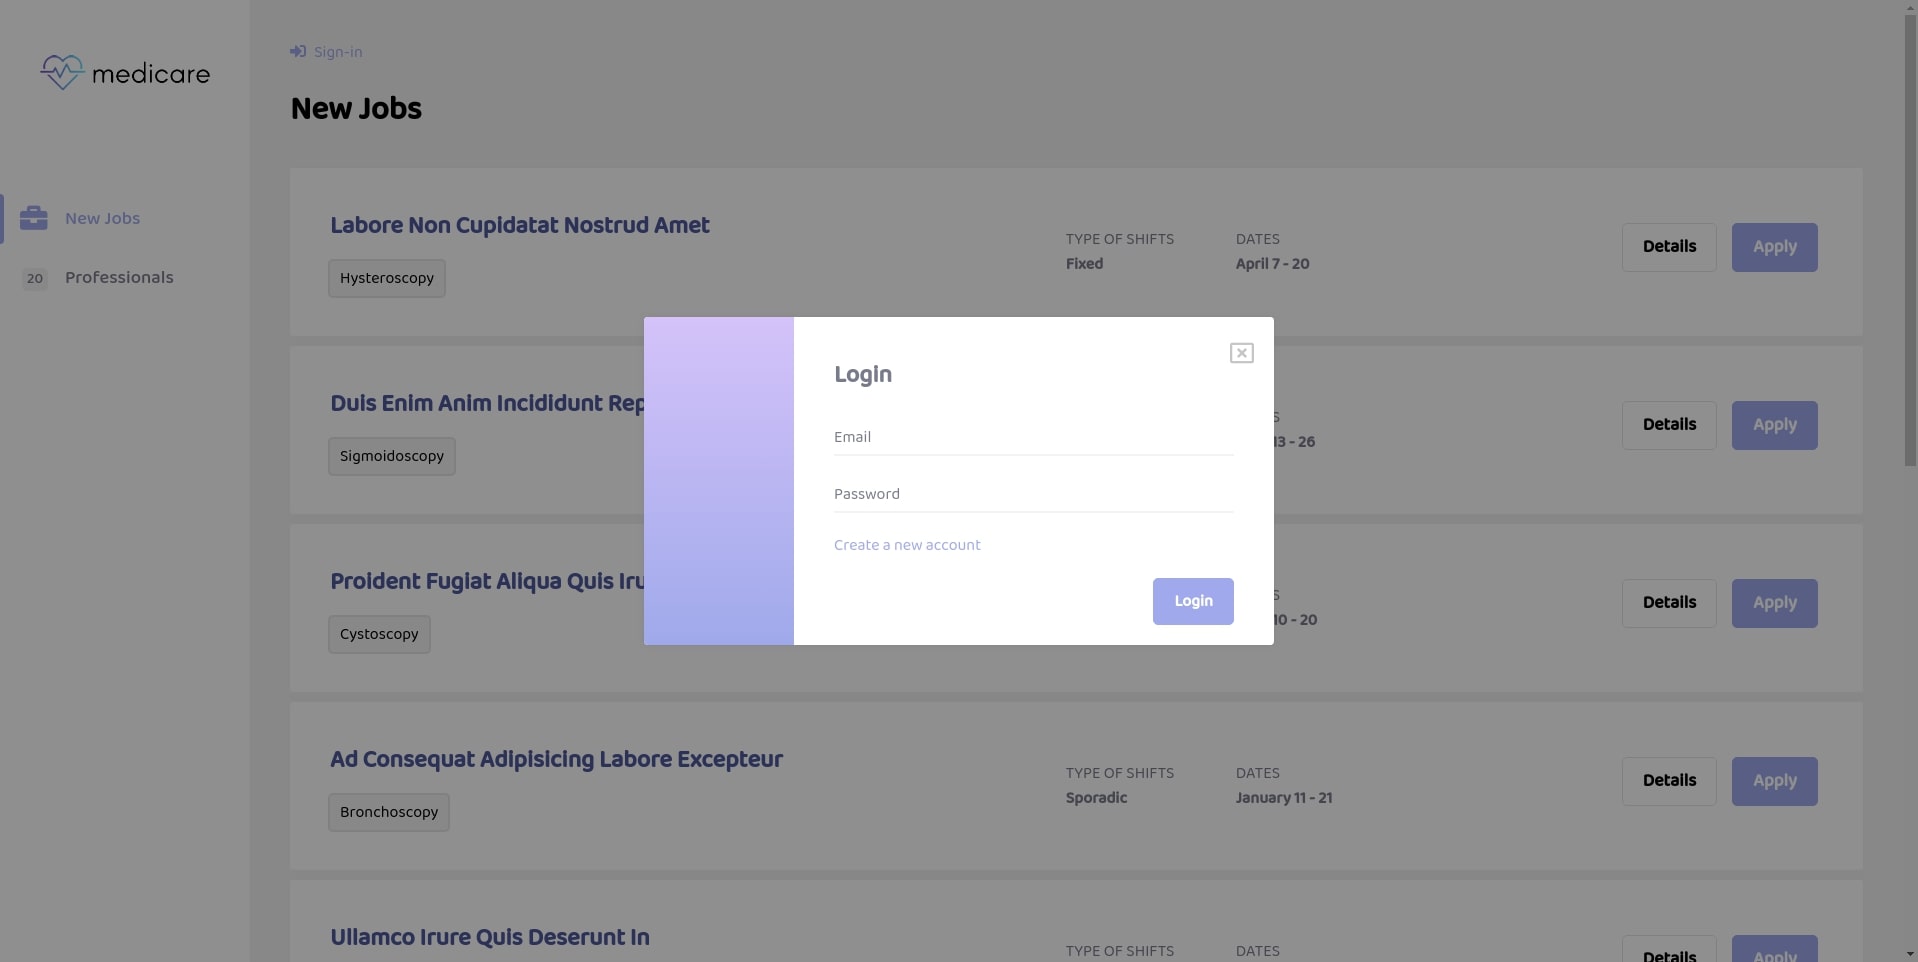 medicare
New Jobs
20 Professionals
Sign-in
New Jobs
Labore Non Cupidatat Nostrud Amet
Hysteroscopy
TYPE OF SHIFTS
Fixed
DATES
April 7 - 20
Details
Apply
Duis Enim Anim Incididunt Rep
Sigmoidoscopy
S
13 - 26
Details
Apply
Proident Fugiat Aliqua Quis Iru
Cystoscopy
S
10 - 20
Details
Apply
Login
Email
Password
Create a new account
Login
Ad Consequat Adipisicing Labore Excepteur
Bronchoscopy
TYPE OF SHIFTS
Sporadic
DATES
January 11 - 21
Details
Apply
Ullamco Irure Quis Deserunt In
TYPE OF SHIFTS
DATES
Details
Apply